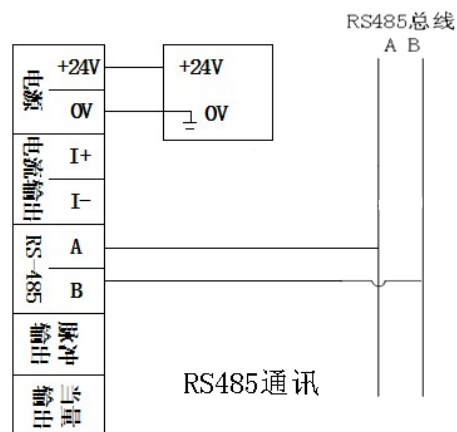 RS485总线
A B
电源
+24V
0V
+24V
0V
电流输出
I+
I-
RS-485
A
B
脉冲
输出
当量
输出
RS485通讯